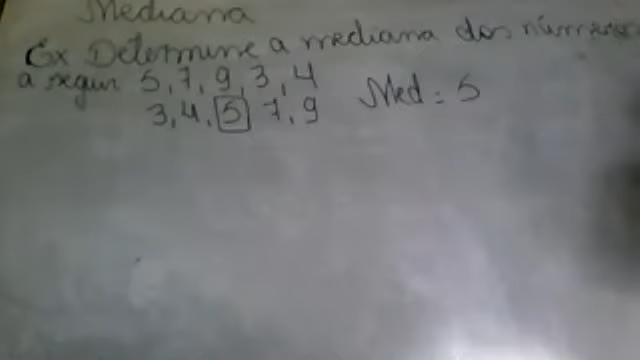 Mediana
Ex Determine a mediana dos números
a seguir 5, 7, 9, 3, 4
3, 4, 5 7, 9 Med = 5